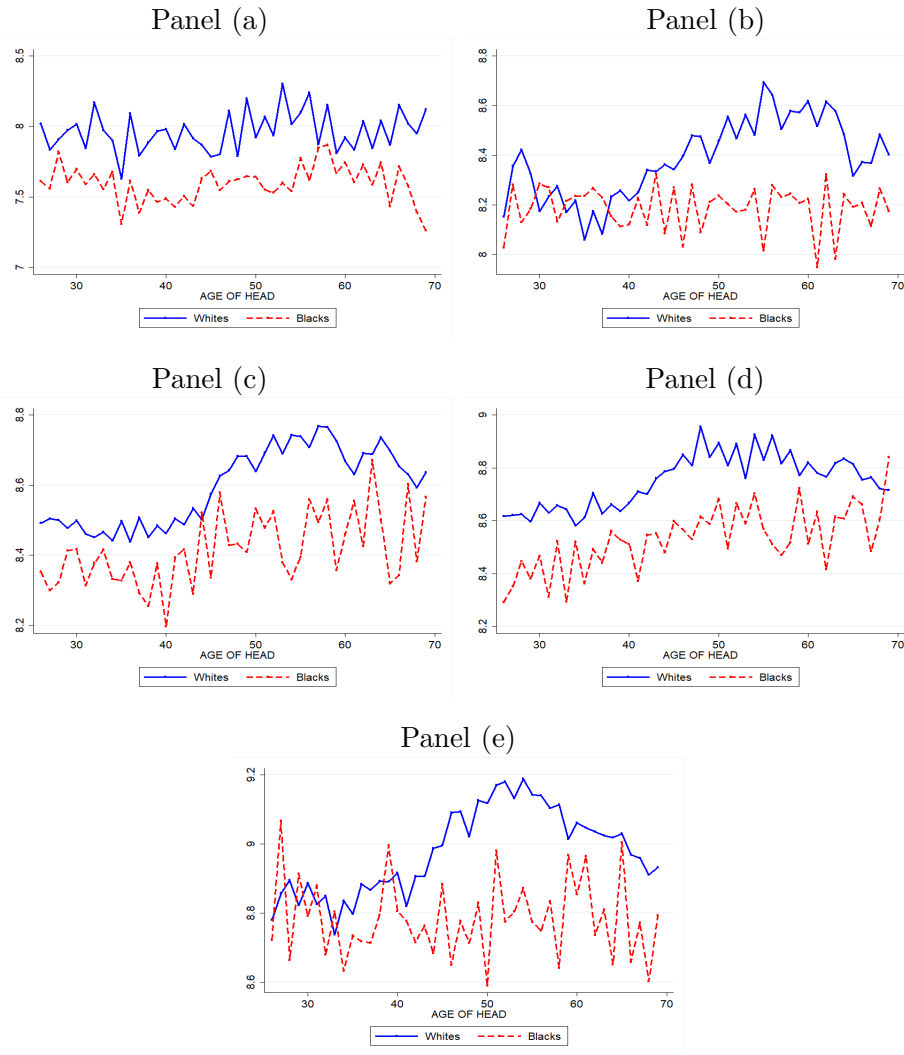 Panel (a)
8.5
8
7.5
7
30 40 50 60 70
AGE OF HEAD
Whites Blacks
Panel (b)
8.8
8.6
8.4
8.2
8
30 40 50 60 70
AGE OF HEAD
Whites Blacks
Panel (c)
8.8
8.6
8.4
8.2
30 40 50 60 70
AGE OF HEAD
Whites Blacks
Panel (d)
9
8.8
8.6
8.4
8.2
30 40 50 60 70
AGE OF HEAD
Whites Blacks
Panel (e)
9.2
9
8.8
8.6
30 40 50 60 70
AGE OF HEAD
Whites Blacks